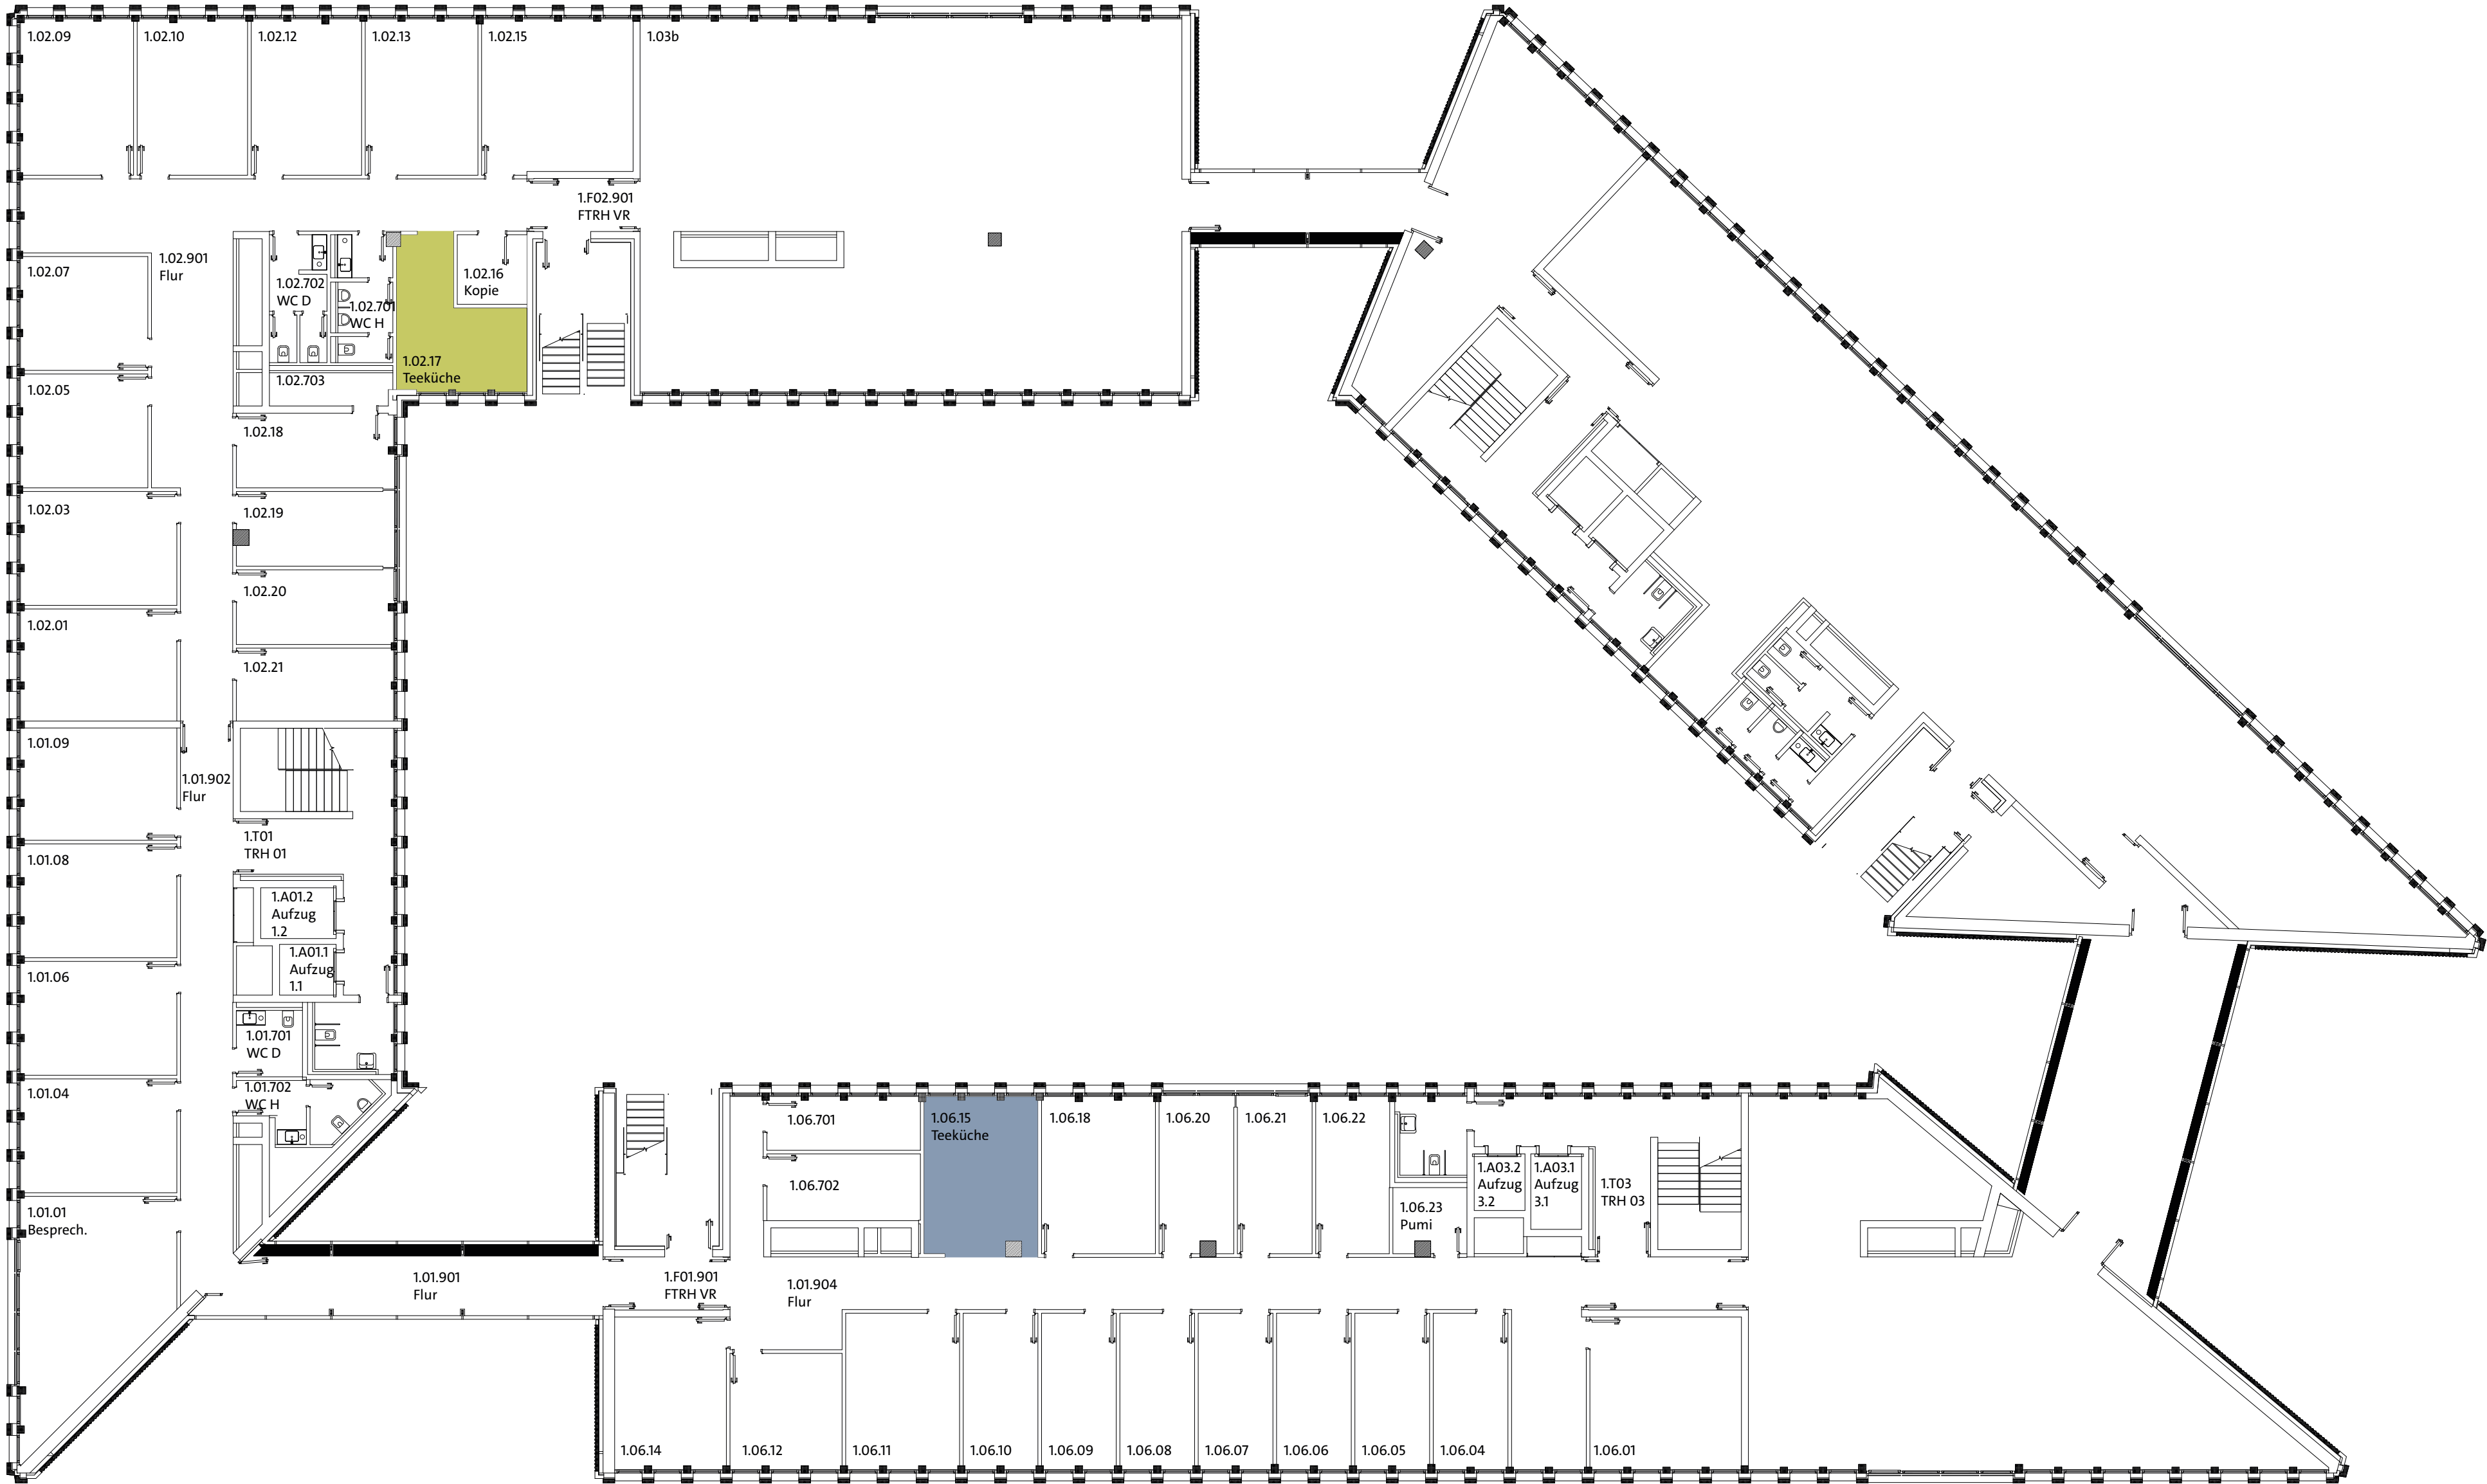 1.02.09
1.02.10
1.02.12
1.02.13
1.02.15
1.03b
1.F02.901
FTRH VR
1.02.07
1.02.901
Flur
1.02.702
WC D
1.02.701
WC H
1.02.16
Kopie
1.02.17
Teeküche
1.02.703
1.02.05
1.02.18
1.02.03
1.02.19
1.02.20
1.02.01
1.02.21
1.01.09
1.01.902
Flur
1.T01
TRH 01
1.01.08
1.A01.2
Aufzug
1.2
1.A01.1
Aufzug
1.1
1.01.06
1.01.701
WC D
1.01.04
1.01.702
WC H
1.01.01
Besprech.
1.01.901
Flur
1.F01.901
FTRH VR
1.01.904
Flur
1.06.701
1.06.702
1.06.15
Teeküche
1.06.18
1.06.20
1.06.21
1.06.22
1.06.23
Pumi
1.A03.2
Aufzug
3.2
1.A03.1
Aufzug
3.1
1.T03
TRH 03
1.06.14
1.06.12
1.06.11
1.06.10
1.06.09
1.06.08
1.06.07
1.06.06
1.06.05
1.06.04
1.06.01